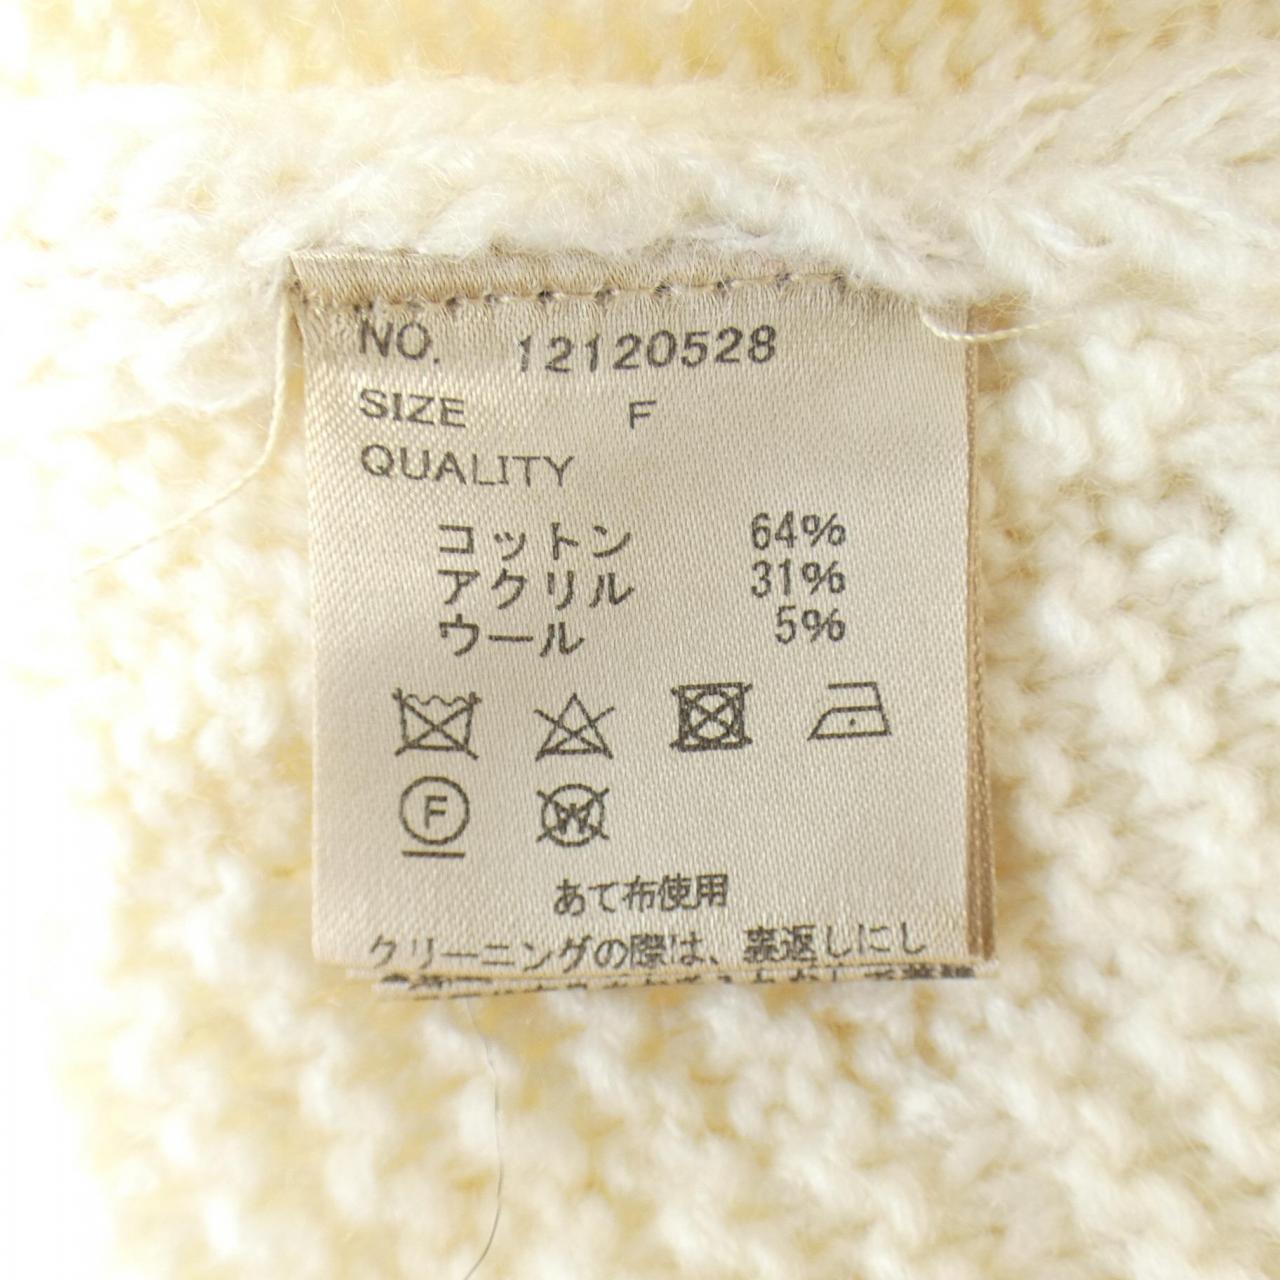 NO. 12120528
SIZE F
QUALITY
コットン 64%
アクリル 31%
ウール 5%
F
W
あて布使用
クリーニングの際は、裏返しにし